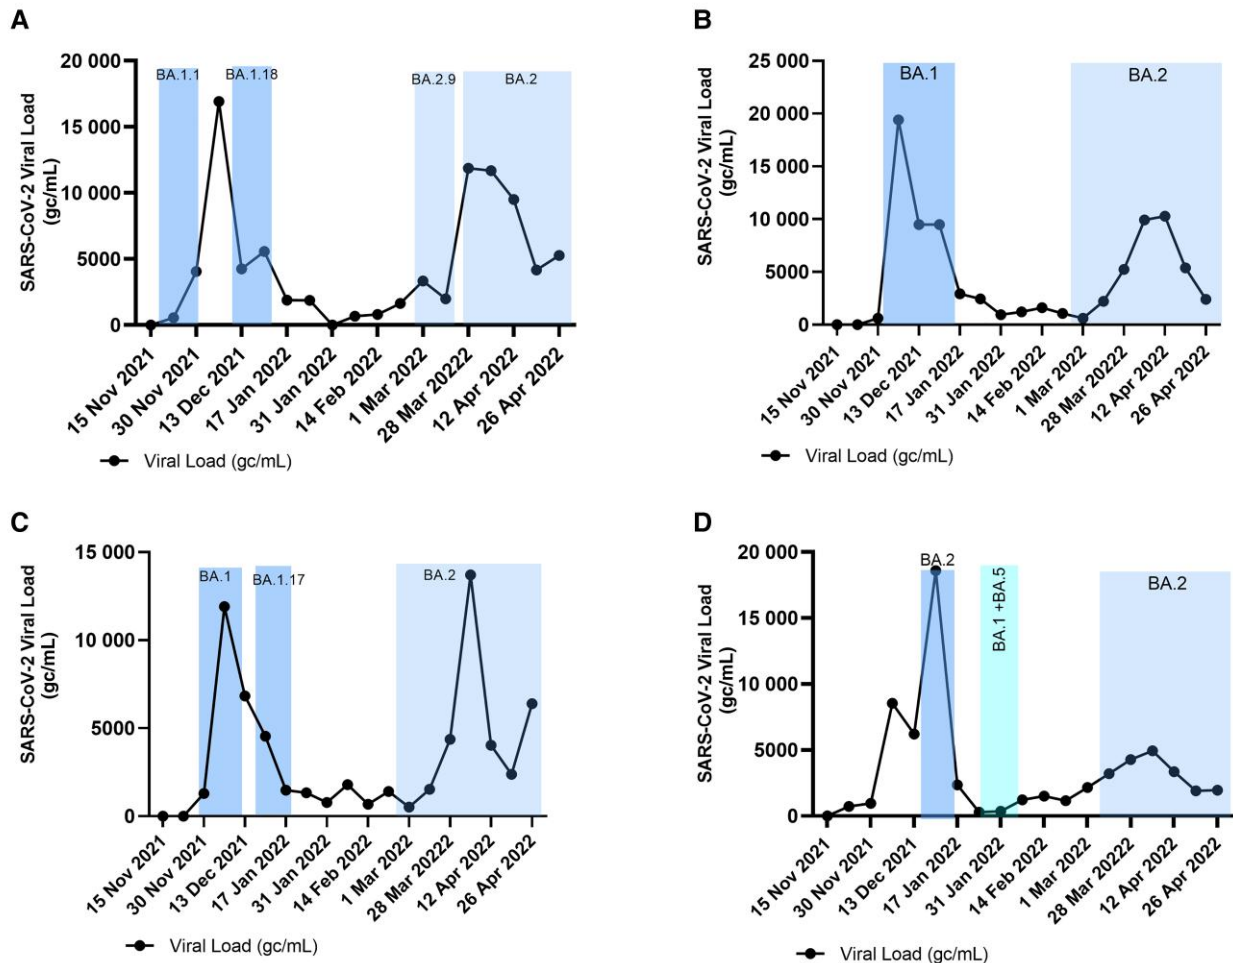 A
SARS-CoV-2 Viral Load
(gc/mL)
20 000
15 000
10 000
5000
0
BA.1.1
BA.1.18
BA.2.9
BA.2
15 Nov 2021
30 Nov 2021
13 Dec 2021
17 Jan 2022
31 Jan 2022
14 Feb 2022
1 Mar 2022
28 Mar 20222
12 Apr 2022
26 Apr 2022
Viral Load (gc/mL)
B
SARS-CoV-2 Viral Load
(gc/mL)
25 000
20 000
15 000
10 000
5000
0
BA.1
BA.2
15 Nov 2021
30 Nov 2021
13 Dec 2021
17 Jan 2022
31 Jan 2022
14 Feb 2022
1 Mar 2022
28 Mar 20222
12 Apr 2022
26 Apr 2022
Viral Load (gc/mL)
C
SARS-CoV-2 Viral Load
(gc/mL)
15 000
10 000
5000
0
BA.1
BA.1.17
BA.2
15 Nov 2021
30 Nov 2021
13 Dec 2021
17 Jan 2022
31 Jan 2022
14 Feb 2022
1 Mar 2022
28 Mar 20222
12 Apr 2022
26 Apr 2022
Viral Load (gc/mL)
D
SARS-CoV-2 Viral Load
(gc/mL)
20 000
15 000
10 000
5000
0
BA.2
BA.1 +BA.5
BA.2
15 Nov 2021
30 Nov 2021
13 Dec 2021
17 Jan 2022
31 Jan 2022
14 Feb 2022
1 Mar 2022
28 Mar 20222
12 Apr 2022
26 Apr 2022
Viral Load (gc/mL)